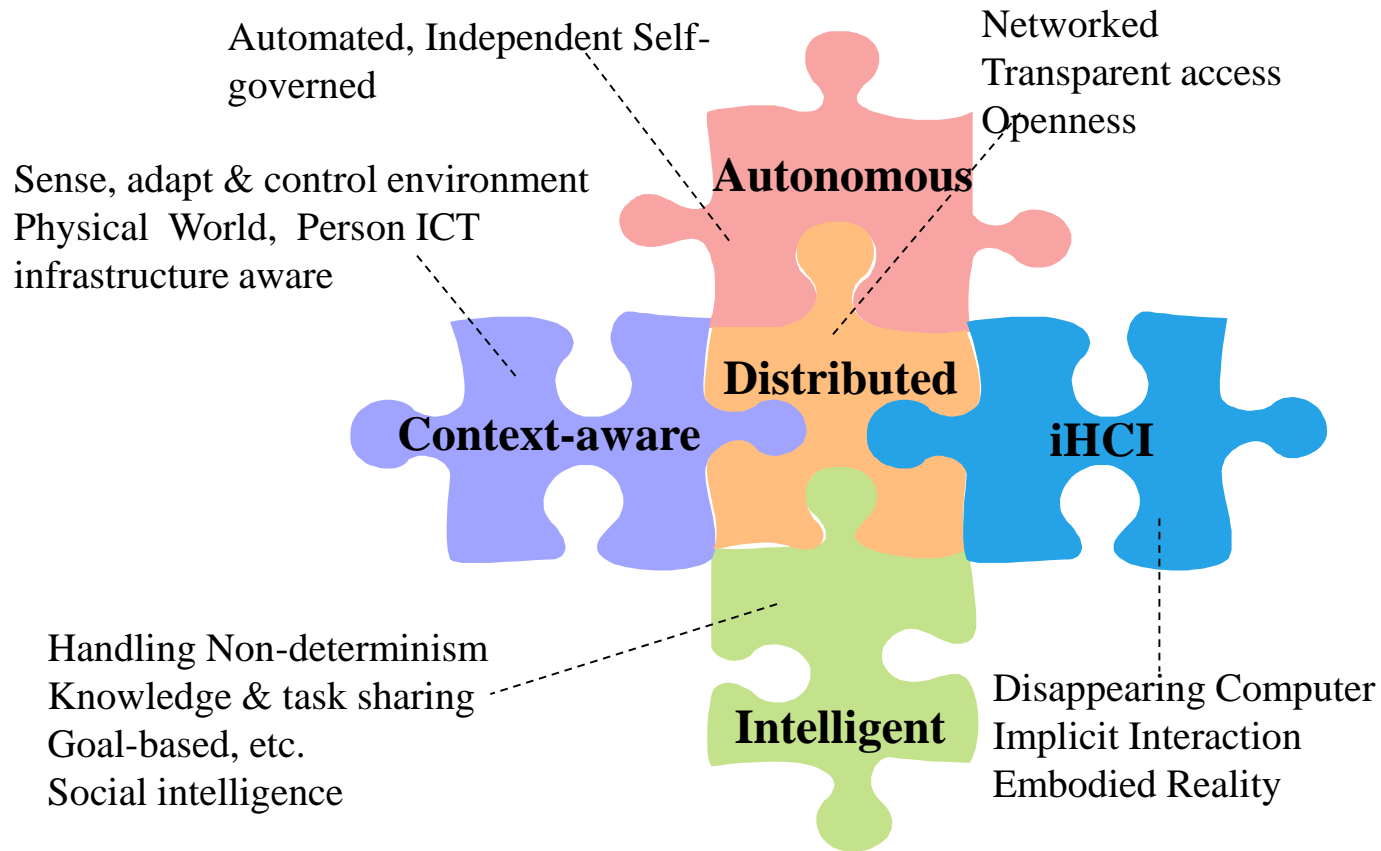 Automated, Independent Self-
governed
Networked
Transparent access
Openness
Autonomous
Sense, adapt & control environment
Physical World, Person ICT
infrastructure aware
Distributed
Context-aware
iHCI
Handling Non-determinism
Knowledge & task sharing
Goal-based, etc.
Social intelligence
Intelligent
Disappearing Computer
Implicit Interaction
Embodied Reality